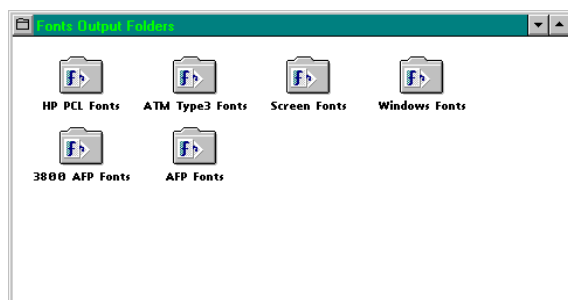 Fonts Output Folders
HP PCL Fonts ATM Type3 Fonts Screen Fonts Windows Fonts
3800 AFP Fonts AFP Fonts